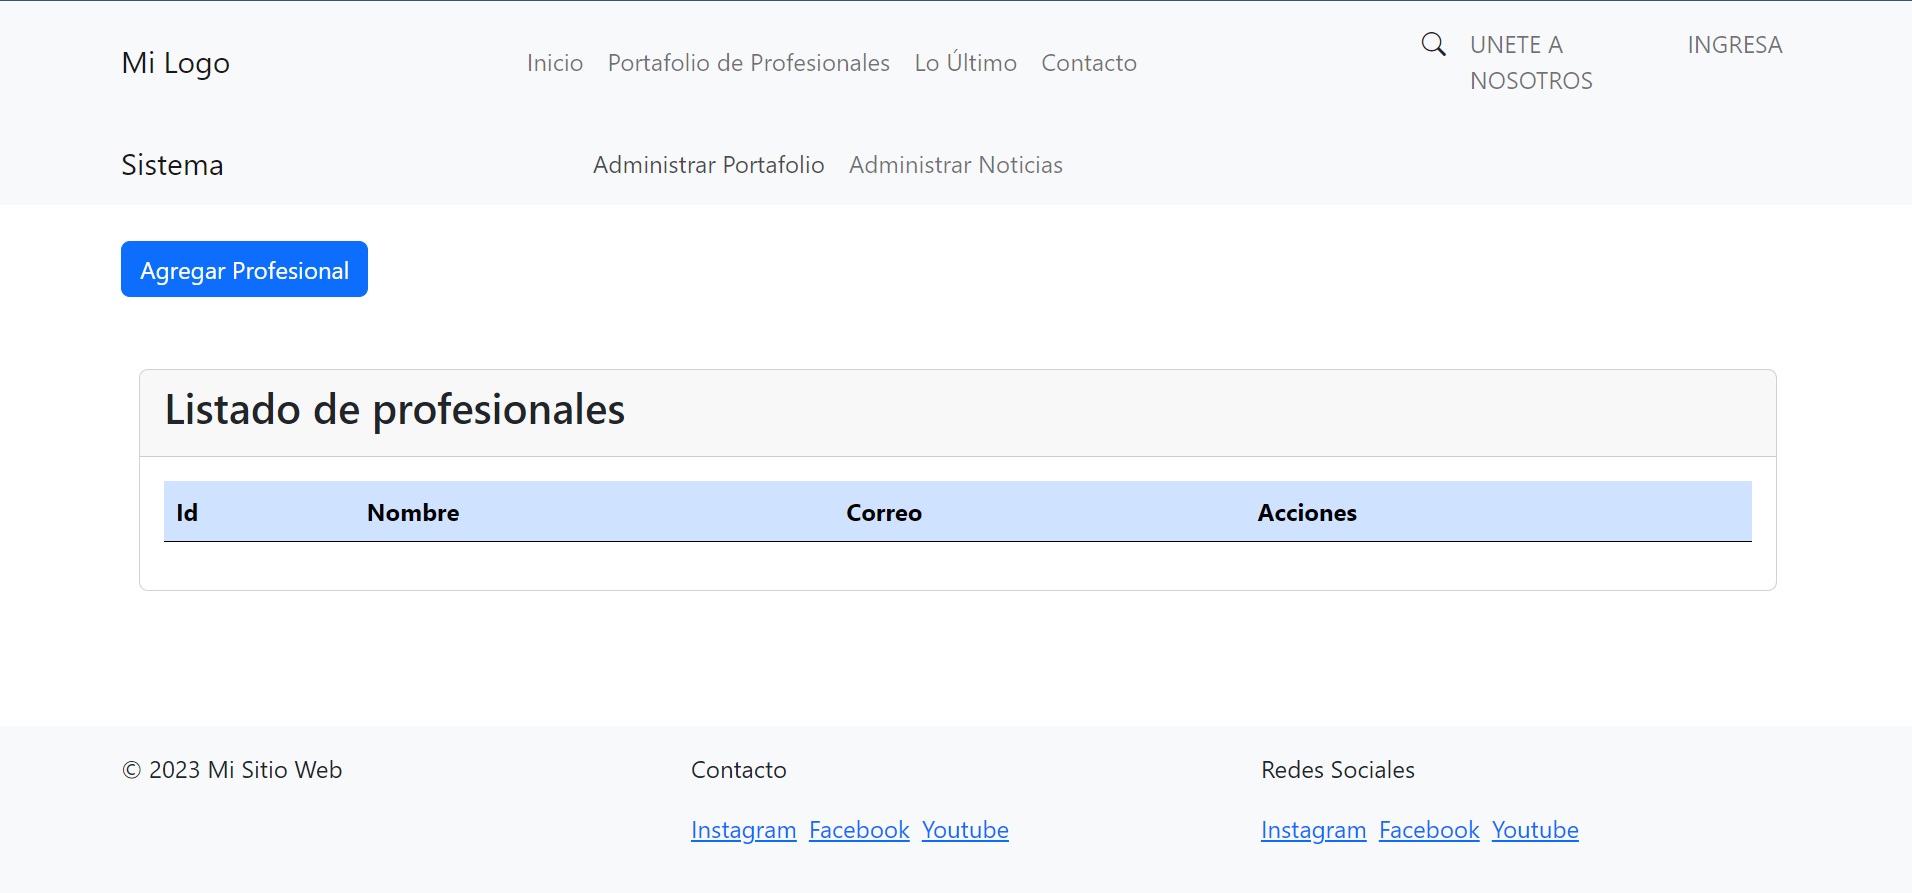 Mi Logo Inicio Portafolio de Profesionales Lo Último Contacto UNETE A NOSOTROS INGRESA
Sistema Administrar Portafolio Administrar Noticias
Agregar Profesional
Listado de profesionales
Id Nombre Correo Acciones
© 2023 Mi Sitio Web Contacto Redes Sociales
Instagram Facebook Youtube Instagram Facebook Youtube